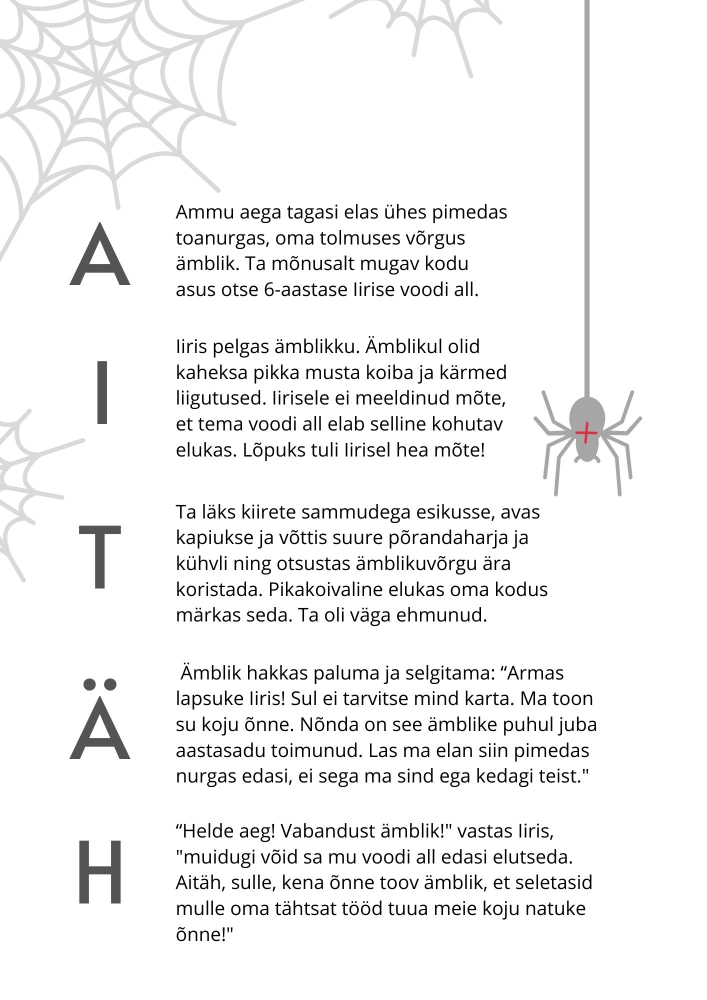 A
Ammu aega tagasi elas ühes pimedas
toanurgas, oma tolmuses võrgus
ämblik. Ta mõnusalt mugav kodu
asus otse 6-aastase Iirise voodi all.
I
Iiris pelgas ämblikku. Ämblikul olid
kaheksa pikka musta koiba ja kärmed
liigutused. Iirisele ei meeldinud mõte,
et tema voodi all elab selline kohutav
elukas. Lõpuks tuli Iirisel hea mõte!
T
Ta läks kiirete sammudega esikusse, avas
kapiukse ja võttis suure põrandaharja ja
kühvli ning otsustas ämblikuvõrgu ära
koristada. Pikakoivaline elukas oma kodus
märkas seda. Ta oli väga ehmunud.
Ä
Ämblik hakkas paluma ja selgitama: “Armas
lapsuke Iiris! Sul ei tarvitse mind karta. Ma toon
su koju õnne. Nõnda on see ämblike puhul juba
aastasadu toimunud. Las ma elan siin pimedas
nurgas edasi, ei sega ma sind ega kedagi teist."
H
“Helde aeg! Vabandust ämblik!" vastas Iiris,
"muidugi võid sa mu voodi all edasi elutseda.
Aitäh, sulle, kena õnne toov ämblik, et seletasid
mulle oma tähtsat tööd tuua meie koju natuke
õnne!"